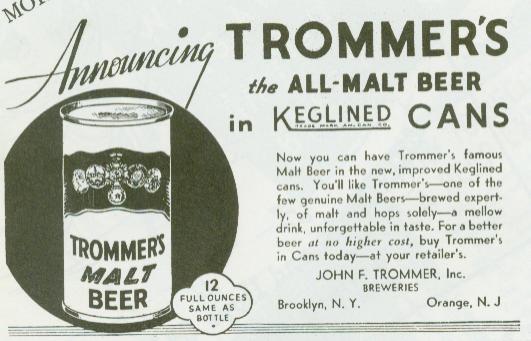 MO
Announcing TROMMER'S
the ALL-MALT BEER
in KEGLINED CANS
TRADE MARK AM. CAN CO.
Now you can have Trommer's famous
Malt Beer in the new, improved Keglined
cans. You'll like Trommer's—one of the
few genuine Malt Beers—brewed expert-
ly, of malt and hops solely—a mellow
drink, unforgettable in taste. For a better
beer at no higher cost, buy Trommer's
in Cans today—at your retailer's.
JOHN F. TROMMER, Inc.
BREWERIES
Brooklyn, N. Y. Orange, N. J
TROMMER'S
MALT
BEER
12
FULL OUNCES
SAME AS
BOTTLE